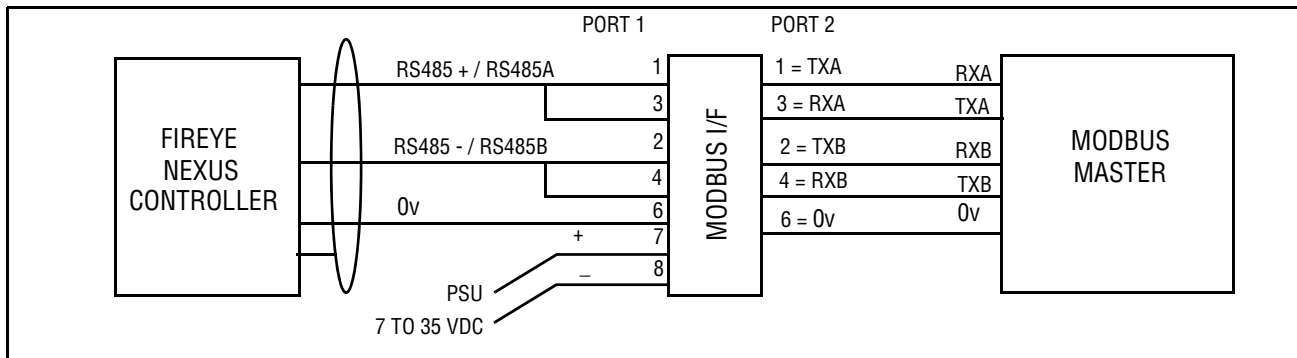 PORT 1
PORT 2
FIREYE
NEXUS
CONTROLLER
RS485 + / RS485A
RS485 - / RS485B
0v
+
–
PSU
7 TO 35 VDC
1
3
2
4
6
7
8
MODBUS I/F
1 = TXA
3 = RXA
2 = TXB
4 = RXB
6 = 0v
RXA
TXA
RXB
TXB
0v
MODBUS
MASTER